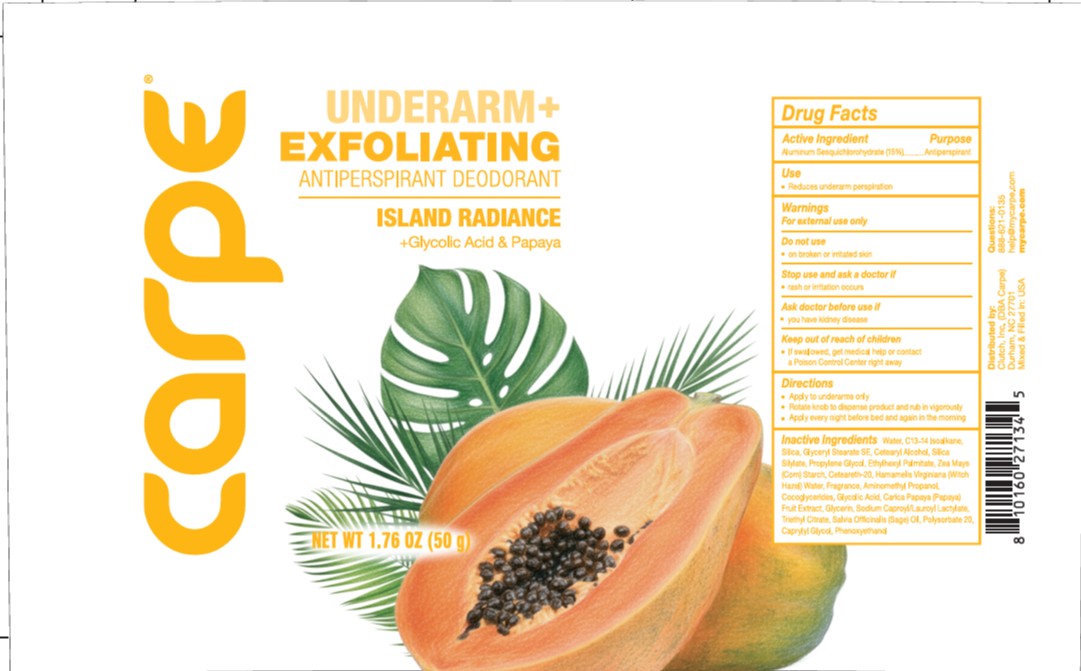 carpe®
UNDERARM+
EXFOLIATING
ANTIPERSPIRANT DEODORANT
ISLAND RADIANCE
+Glycolic Acid & Papaya
NET WT 1.76 OZ (50 g)
Drug Facts
Active Ingredient Purpose
Aluminum Sesquichlorohydrate (15%)........Antiperspirant
Use
• Reduces underarm perspiration
Warnings
For external use only
Do not use
• on broken or irritated skin
Stop use and ask a doctor if
• rash or irritation occurs
Ask doctor before use if
• you have kidney disease
Keep out of reach of children
• If swallowed, get medical help or contact
a Poison Control Center right away
Directions
• Apply to underarms only
• Rotate knob to dispense product and rub in vigorously
• Apply every night before bed and again in the morning
Inactive Ingredients Water, C13-14 Isoalkane,
Silica, Glyceryl Stearate SE, Cetearyl Alcohol, Silica
Silylate, Propylene Glycol, Ethylhexyl Palmitate, Zea Mays
(Corn) Starch, Ceteareth-20, Hamamelis Virginiana (Witch
Hazel) Water, Fragrance, Aminomethyl Propanol,
Cocoglycerides, Glycolic Acid, Carica Papaya (Papaya)
Fruit Extract, Glycerin, Sodium Caproyl/Lauroyl Lactylate,
Triethyl Citrate, Salvia Officinalis (Sage) Oil, Polysorbate 20,
Caprylyl Glycol, Phenoxyethanol
Distributed by:
Clutch, Inc. (DBA Carpe)
Durham, NC 27701
Mixed & Filled in: USA
Questions:
888-621-0135
help@mycarpe.com
mycarpe.com
8 10160 27134 5